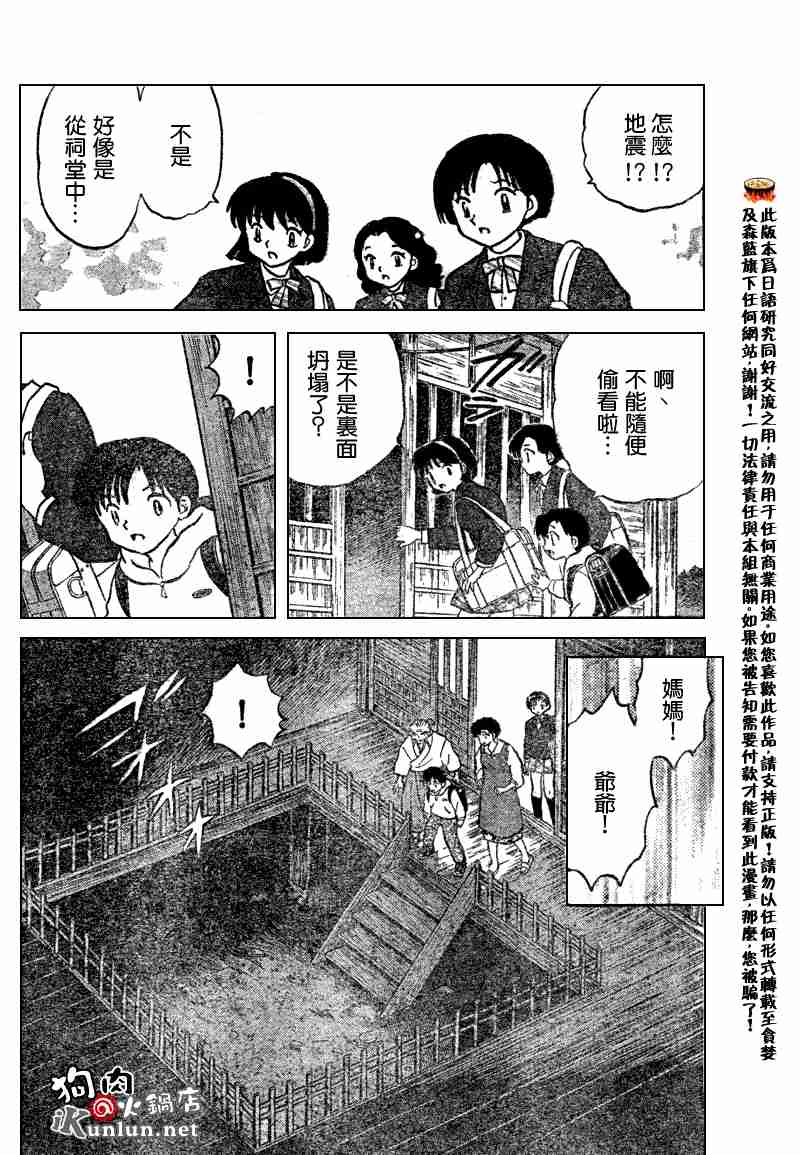 怎麼!?
地震!?
不是
好像是
從祠堂中…
啊、
不能隨便
偷看啦…
是不是裏面
坍塌了?
!
媽媽!
爺爺!
!
此版本爲日語研究同好交流之用,請勿用于任何商業用途。如您喜歡此作品,請支持正版!請勿以任何形式轉載至貪婪
及森藍旗下任何網站,謝謝!一切法律責任與本組無關。如果您被告知需要付款才能看到此漫畫,那麼,您被騙了!
狗肉
@火鍋店
iKunlun.net